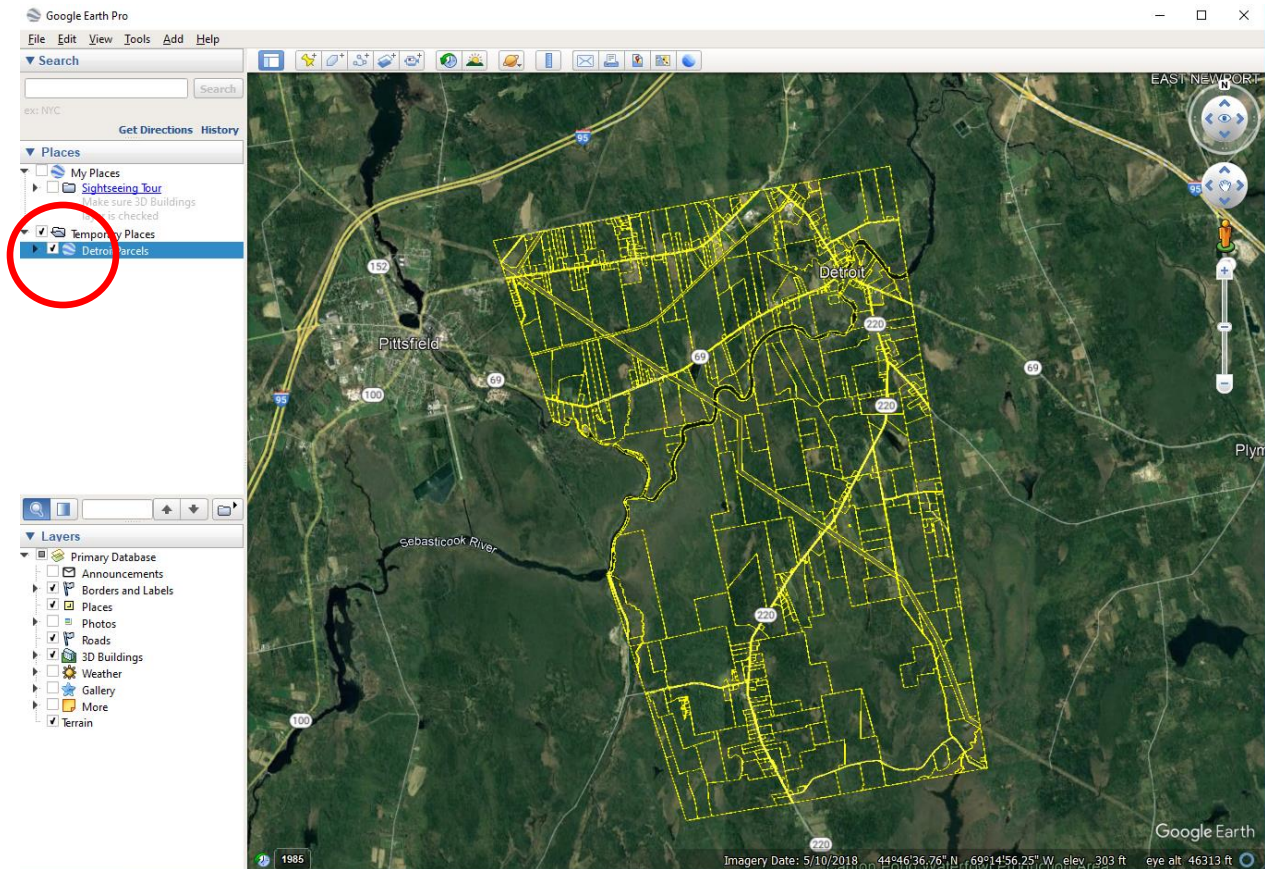 Google Earth Pro
File Edit View Tools Add Help
Search
Search
ex: NYC
Get Directions History
Places
My Places
Sightseeing Tour
Make sure 3D Buildings
layer is checked
Temporary Places
Detroit Parcels
Layers
Primary Database
Announcements
Borders and Labels
Places
Photos
Roads
3D Buildings
Weather
Gallery
More
Terrain
EAST NEWPORT
N
95
95
Detroit
152
220
Pittsfield
69
69
69
100
95
220
Plym
Sebasticook River
220
100
220
Google Earth
1985
Imagery Date: 5/10/2018 44°46'36.76" N 69°14'56.25" W elev 303 ft eye alt 46313 ft